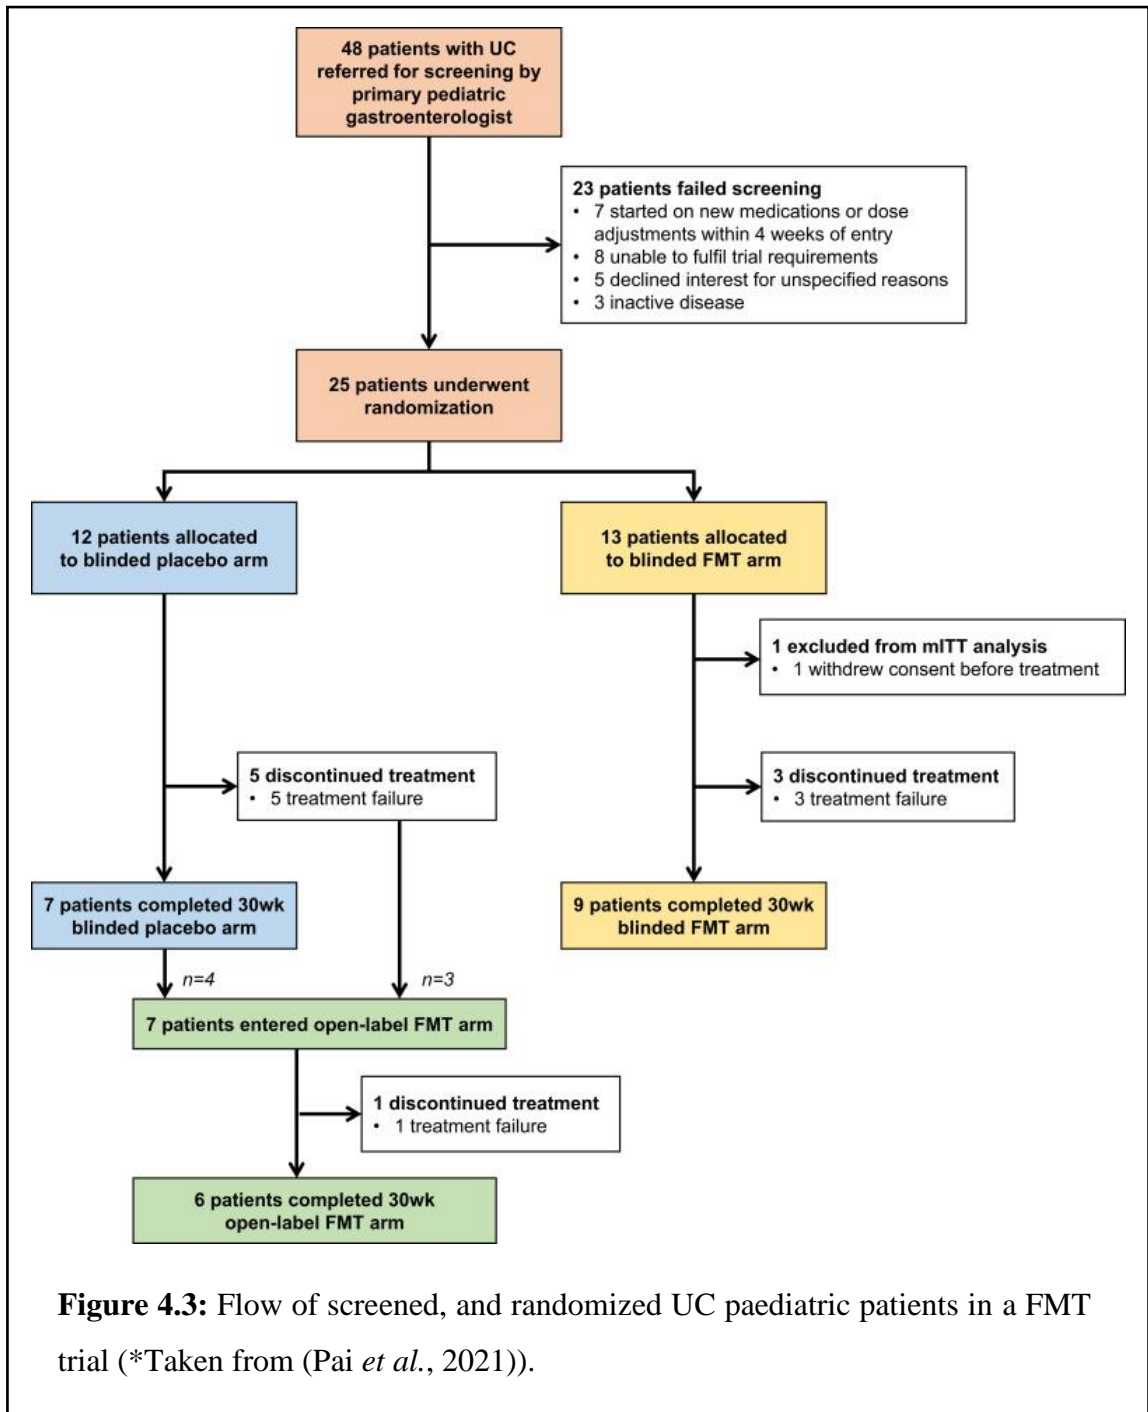 48 patients with UC
referred for screening by
primary pediatric
gastroenterologist
23 patients failed screening
• 7 started on new medications or dose
adjustments within 4 weeks of entry
• 8 unable to fulfil trial requirements
• 5 declined interest for unspecified reasons
• 3 inactive disease
25 patients underwent
randomization
12 patients allocated
to blinded placebo arm
13 patients allocated
to blinded FMT arm
1 excluded from mITT analysis
• 1 withdrew consent before treatment
5 discontinued treatment
• 5 treatment failure
3 discontinued treatment
• 3 treatment failure
7 patients completed 30wk
blinded placebo arm
9 patients completed 30wk
blinded FMT arm
n=4
n=3
7 patients entered open-label FMT arm
1 discontinued treatment
• 1 treatment failure
6 patients completed 30wk
open-label FMT arm
Figure 4.3: Flow of screened, and randomized UC paediatric patients in a FMT
trial (*Taken from (Pai et al., 2021)).